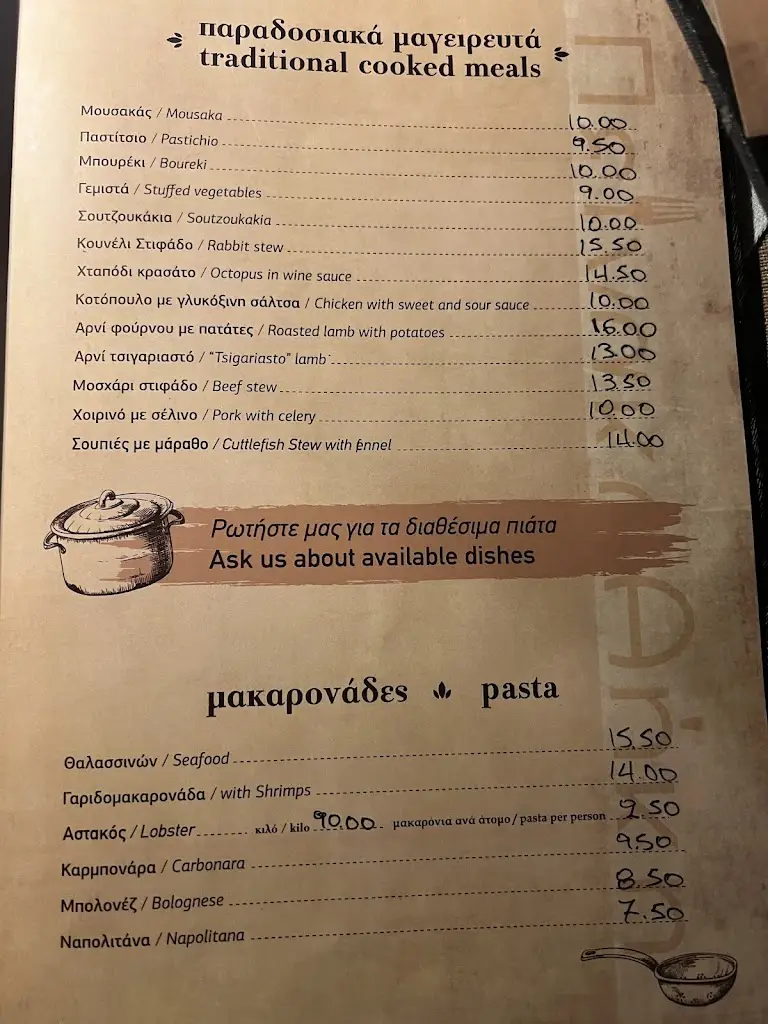 παραδοσιακά μαγειρευτά
traditional cooked meals
Μουσακάς / Mousaka 10.00
Παστίτσιο / Pastichio 9.50
Μπουρέκι / Boureki 10.00
Γεμιστά / Stuffed vegetables 9.00
Σουτζουκάκια / Soutzoukakia 10.00
Κουνέλι Στιφάδο / Rabbit stew 15.50
Χταπόδι κρασάτο / Octopus in wine sauce 14.50
Κοτόπουλο με γλυκόξινη σάλτσα / Chicken with sweet and sour sauce 10.00
Αρνί φούρνου με πατάτες / Roasted lamb with potatoes 16.00
Αρνί τσιγαριαστό / "Tsigariasto" lamb 13.00
Μοσχάρι στιφάδο / Beef stew 13.50
Χοιρινό με σέλινο / Pork with celery 10.00
Σουπιές με μάραθο / Cuttlefish Stew with fennel 14.00
Ρωτήστε μας για τα διαθέσιμα πιάτα
Ask us about available dishes
μακαρονάδες pasta
Θαλασσινών / Seafood 15.50
Γαριδομακαρονάδα / with Shrimps 14.00
Αστακός / Lobster κιλό / kilo 90.00 μακαρόνια ανά άτομο / pasta per person 9.50
Καρμπονάρα / Carbonara 9.50
Μπολονέζ / Bolognese 8.50
Ναπολιτάνα / Napolitana 7.50